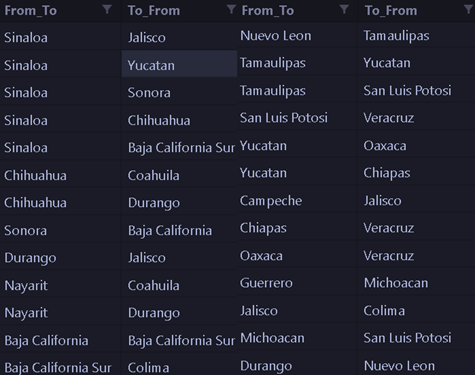 From_To To_From From_To To_From
Sinaloa Jalisco Nuevo Leon Tamaulipas
Sinaloa Yucatan Tamaulipas Yucatan
Sinaloa Sonora Tamaulipas San Luis Potosi
Sinaloa Chihuahua San Luis Potosi Veracruz
Sinaloa Baja California Sur Yucatan Oaxaca
Chihuahua Coahuila Yucatan Chiapas
Chihuahua Durango Campeche Jalisco
Sonora Baja California Chiapas Veracruz
Durango Jalisco Oaxaca Veracruz
Nayarit Coahuila Guerrero Michoacan
Nayarit Durango Jalisco Colima
Baja California Baja California Sur Michoacan San Luis Potosi
Baja California Sur Colima Durango Nuevo Leon